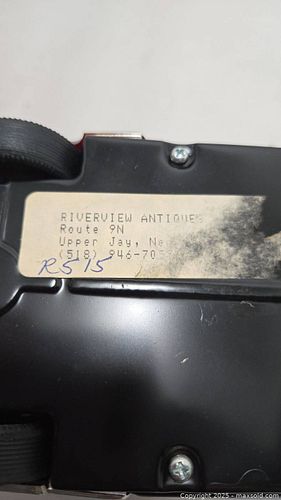 RIVERVIEW ANTIQUES
Route 9N
Upper Jay,
(518)
R515
Copyright © 2025 - maxsold.com